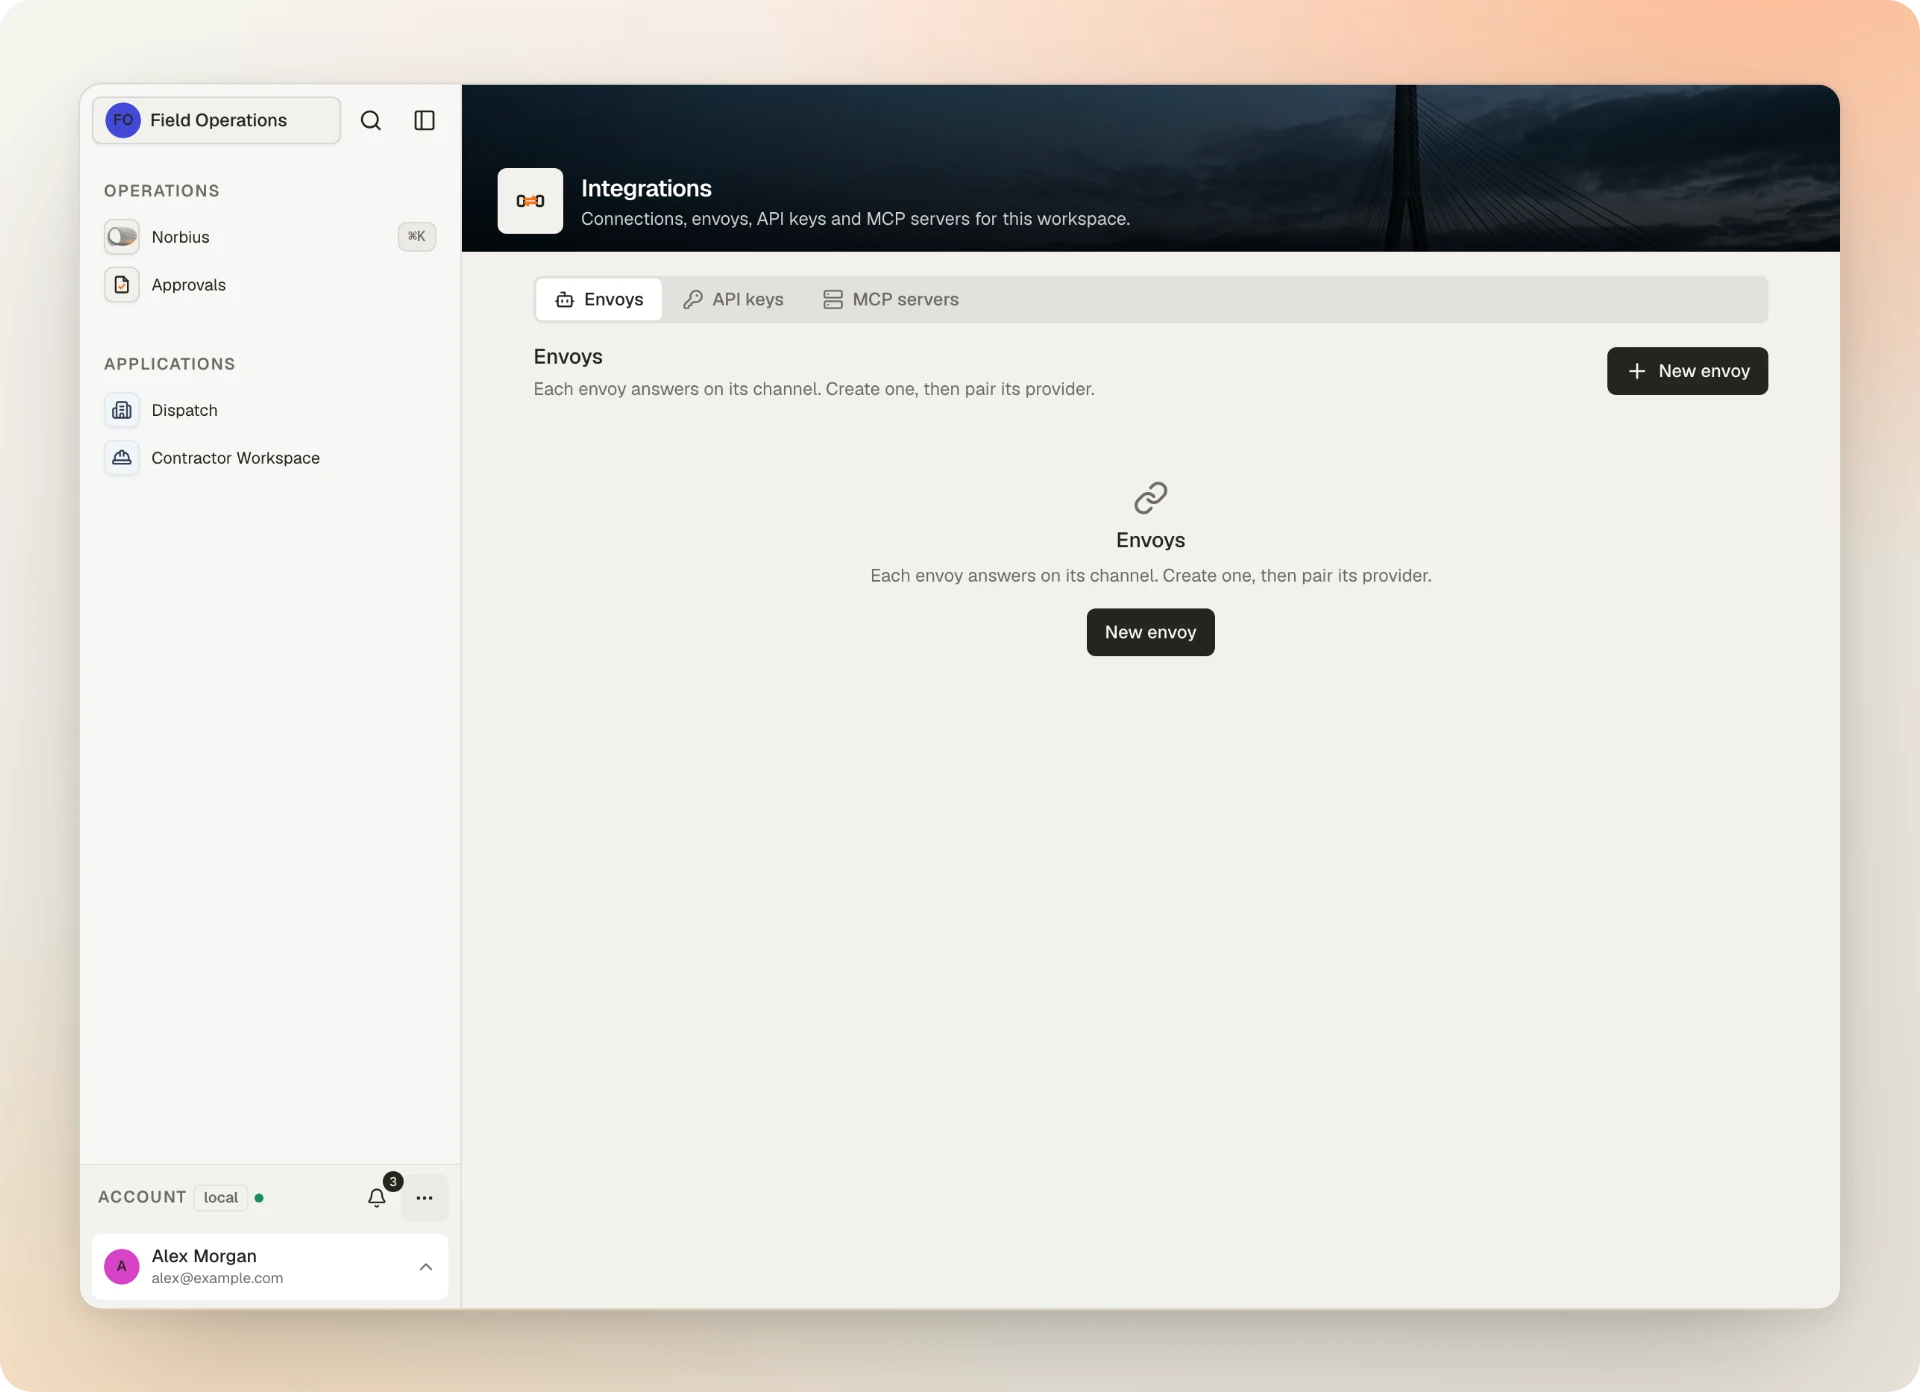 FO Field Operations
OPERATIONS
Norbius ⌘K
Approvals
APPLICATIONS
Dispatch
Contractor Workspace
ACCOUNT local 3
A Alex Morgan
alex@example.com
Integrations
Connections, envoys, API keys and MCP servers for this workspace.
Envoys API keys MCP servers
Envoys
Each envoy answers on its channel. Create one, then pair its provider.
New envoy
Envoys
Each envoy answers on its channel. Create one, then pair its provider.
New envoy